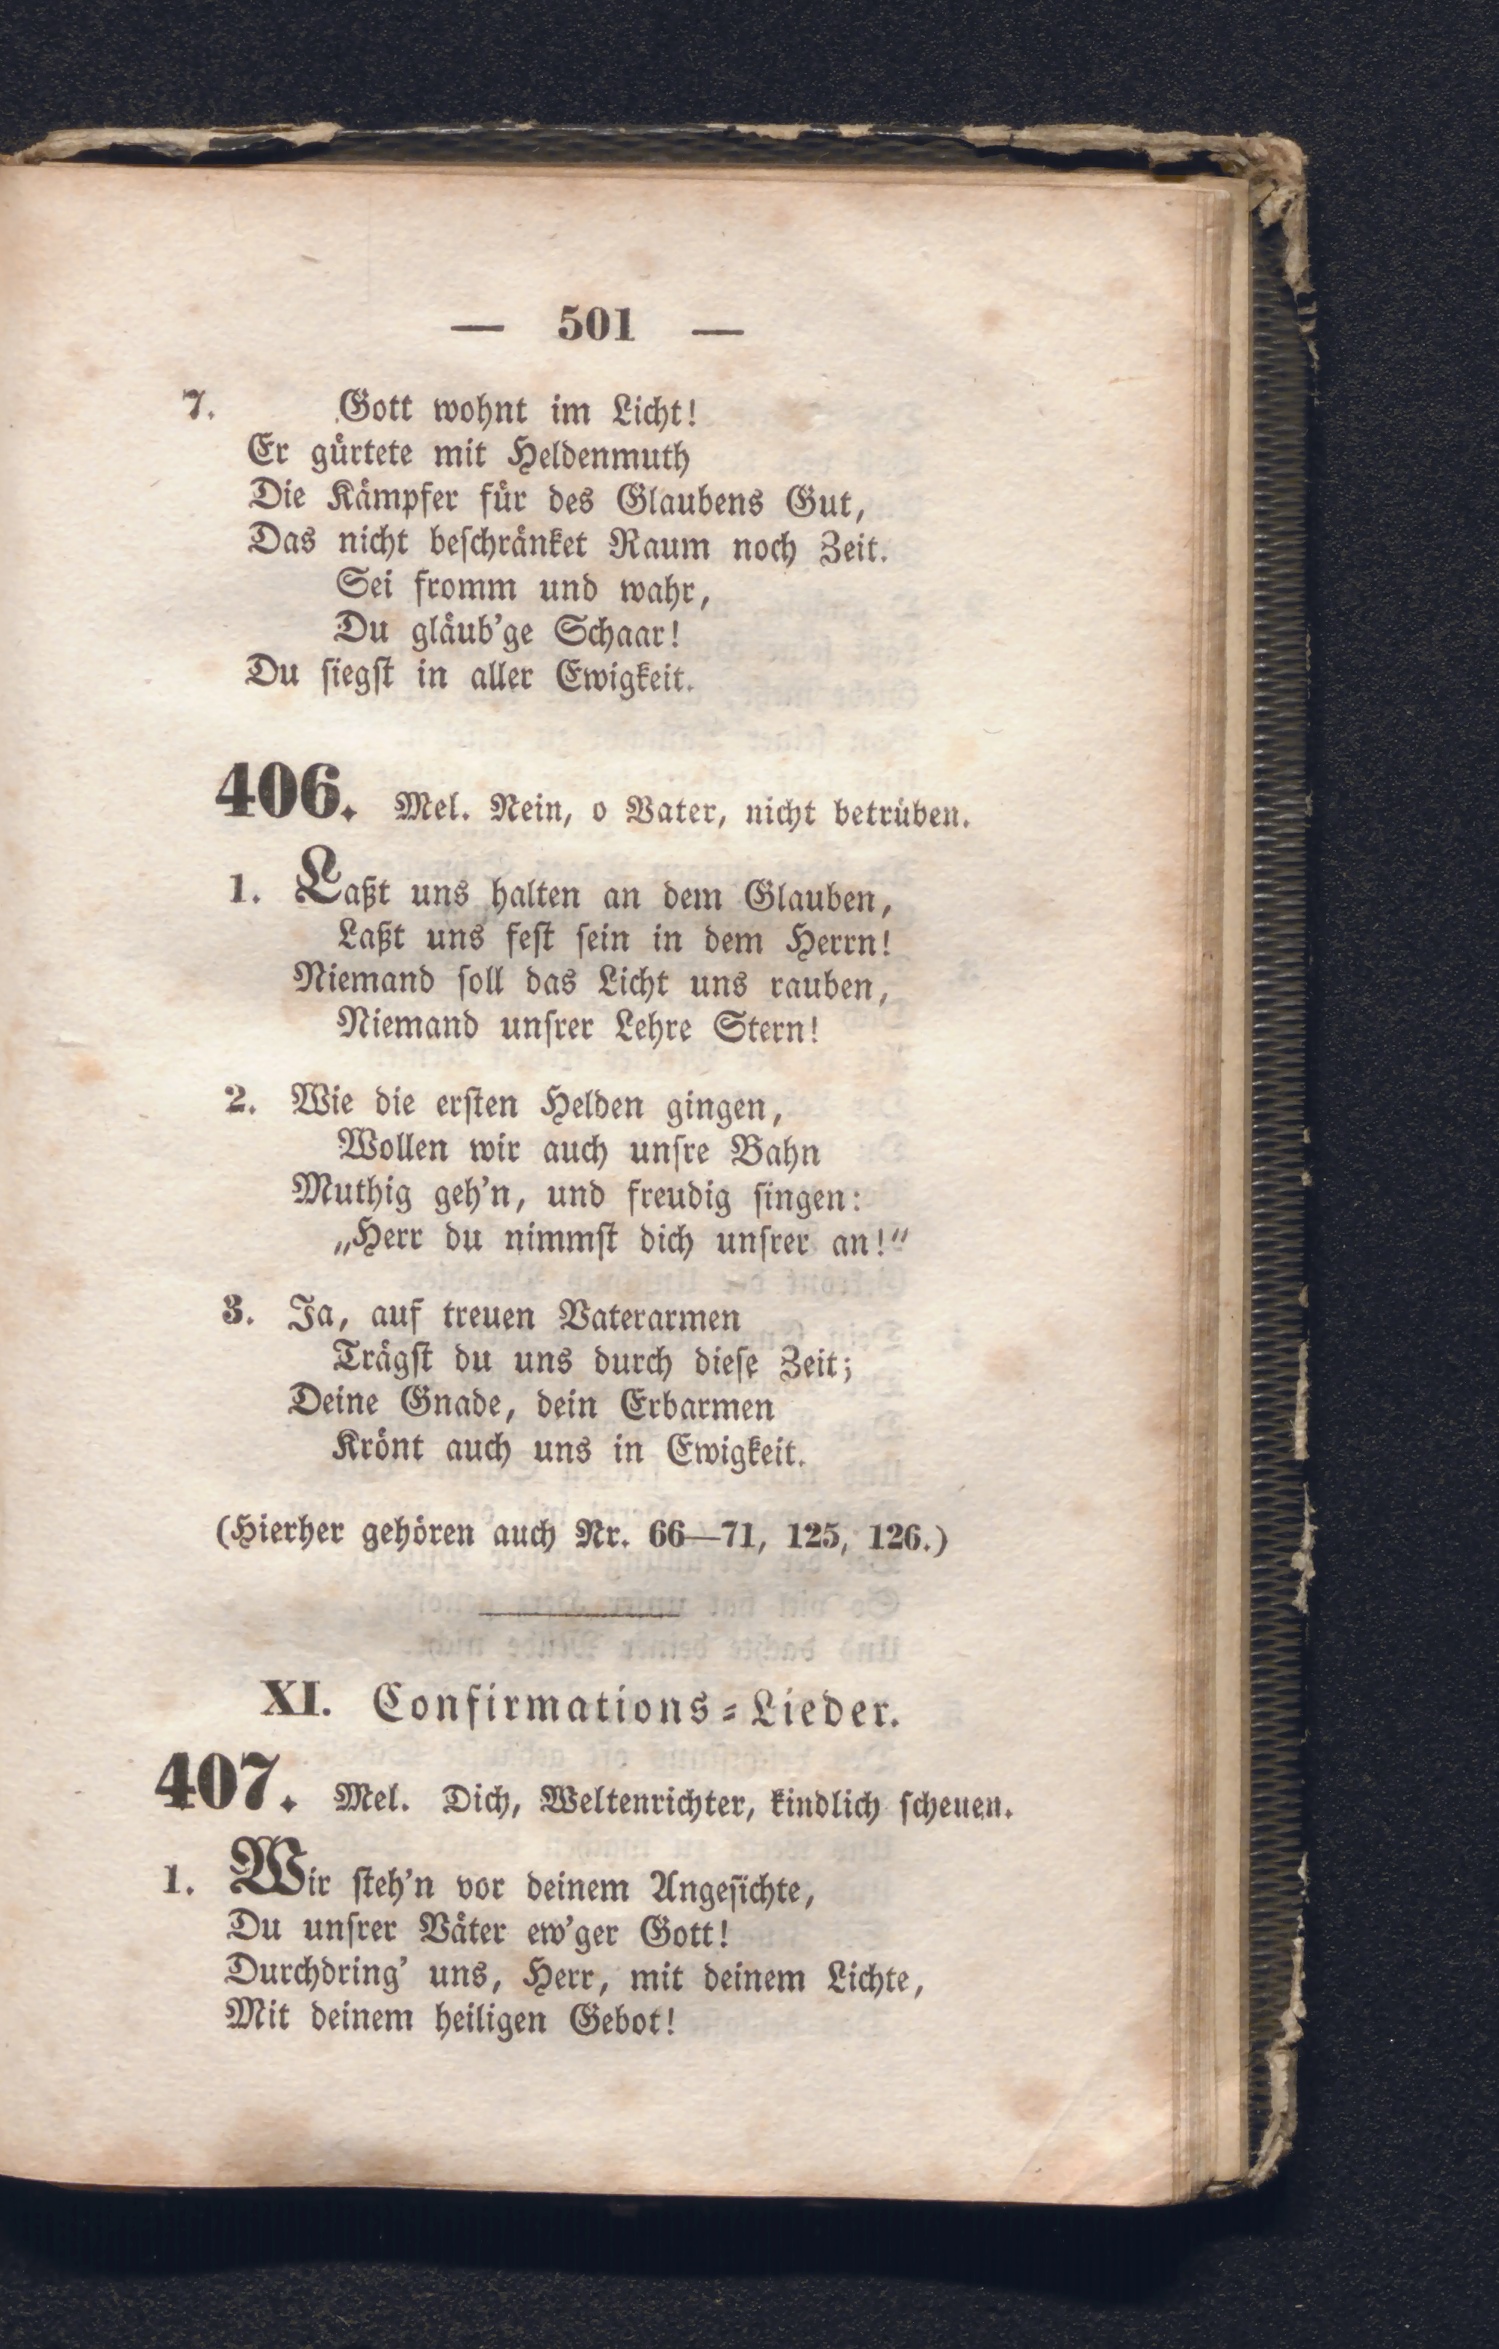 — 501 —
7. Gott wohnt im Licht!
Er gürtete mit Heldenmuth
Die Kämpfer für des Glaubens Gut,
Das nicht beschränket Raum noch Zeit.
Sei fromm und wahr,
Du gläub'ge Schaar!
Du siegst in aller Ewigkeit.
406. Mel. Nein, o Vater, nicht betrüben.
1. Laßt uns halten an dem Glauben,
Laßt uns fest sein in dem Herrn!
Niemand soll das Licht uns rauben,
Niemand unsrer Lehre Stern!
2. Wie die ersten Helden gingen,
Wollen wir auch unsre Bahn
Muthig geh'n, und freudig singen:
„Herr du nimmst dich unsrer an!“
3. Ja, auf treuen Vaterarmen
Trägst du uns durch diese Zeit;
Deine Gnade, dein Erbarmen
Krönt auch uns in Ewigkeit.
(Hierher gehören auch Nr. 66—71, 125, 126.)
XI. Confirmations-Lieder.
407. Mel. Dich, Weltenrichter, kindlich scheuen.
1. Wir steh'n vor deinem Angesichte,
Du unsrer Väter ew'ger Gott!
Durchdring' uns, Herr, mit deinem Lichte,
Mit deinem heiligen Gebot!